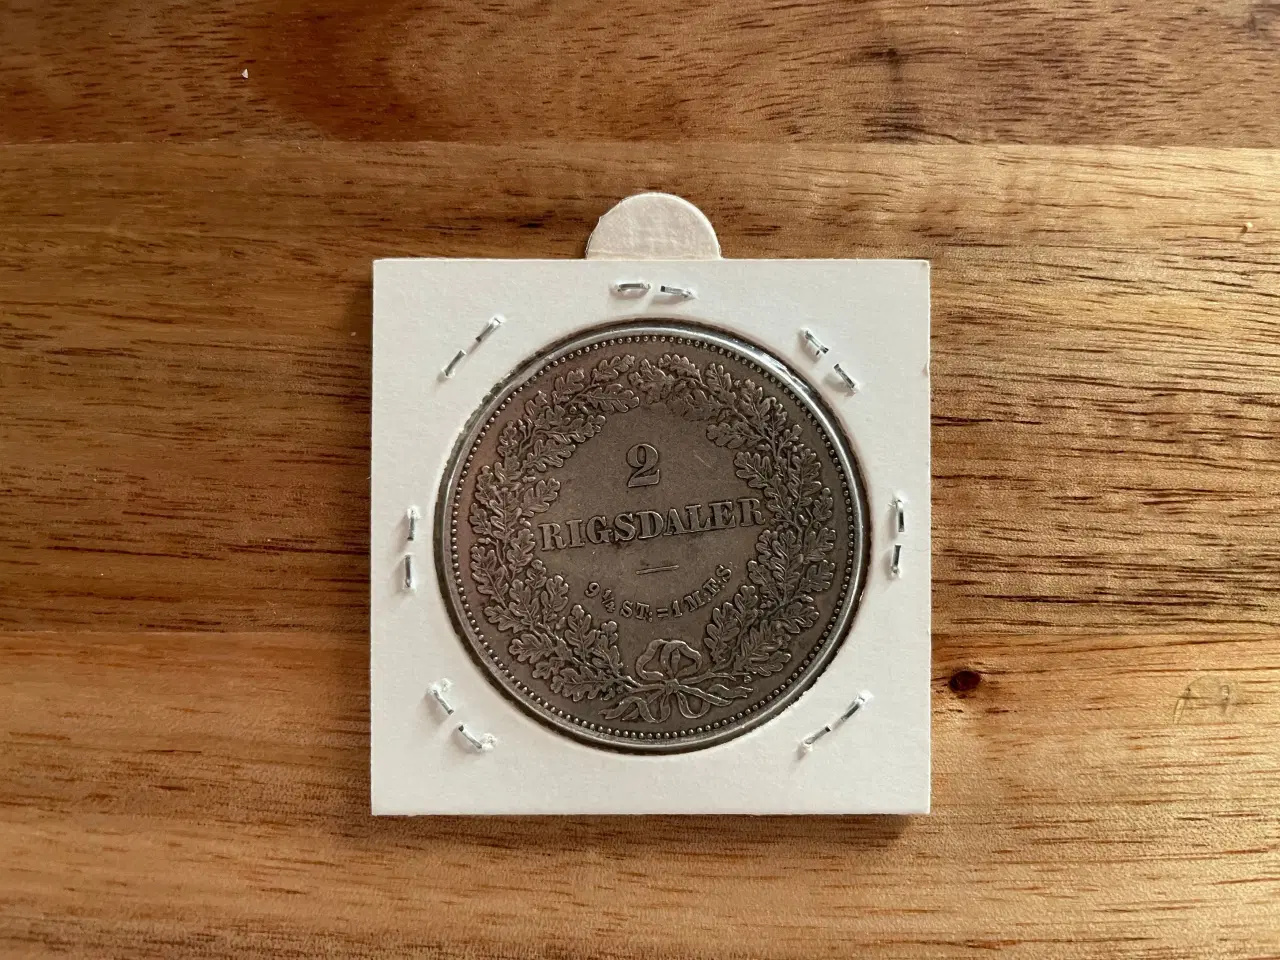 2
RIGSDALER
9¼ ST. = 1 M.F.S.